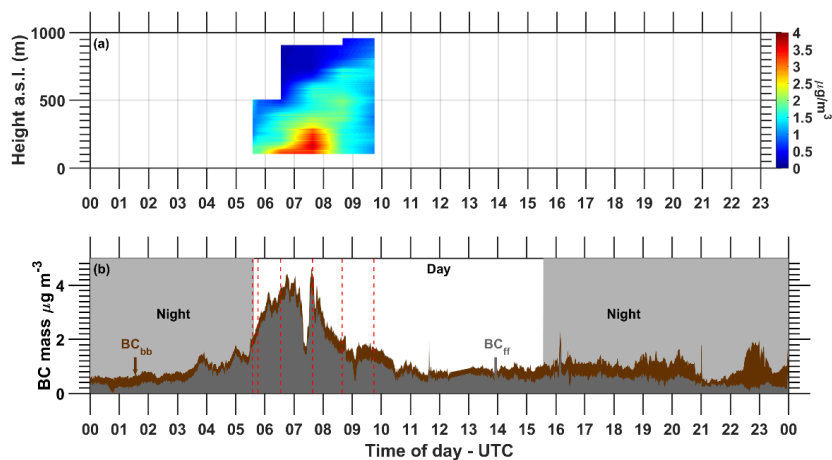 (a)
Height a.s.l. (m)
1000
500
0
00 01 02 03 04 05 06 07 08 09 10 11 12 13 14 15 16 17 18 19 20 21 22 23
4
3.5
3
2.5
2
1.5
1
0.5
0
μg/m³
(b)
BC mass μg m⁻³
4
2
0
Night
Day
Night
BCbb
BCff
00 01 02 03 04 05 06 07 08 09 10 11 12 13 14 15 16 17 18 19 20 21 22 23 00
Time of day - UTC